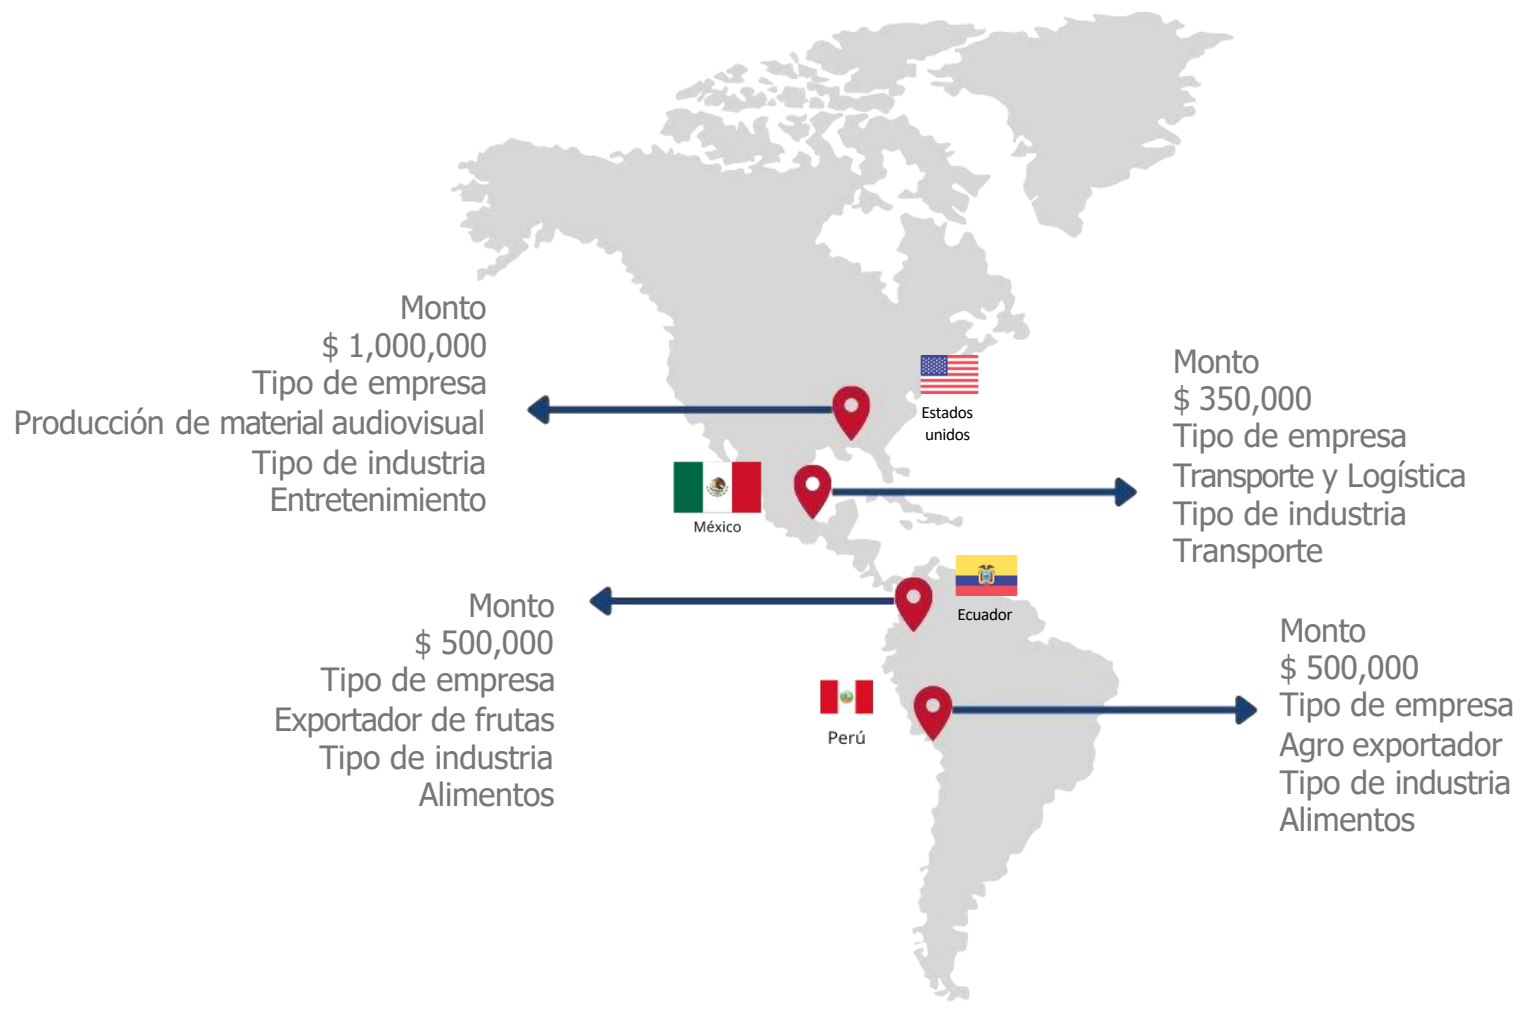 Monto
$ 1,000,000
Tipo de empresa
Producción de material audiovisual
Tipo de industria
Entretenimiento
Estados
unidos
Monto
$ 350,000
Tipo de empresa
Transporte y Logística
Tipo de industria
Transporte
México
Monto
$ 500,000
Tipo de empresa
Exportador de frutas
Tipo de industria
Alimentos
Ecuador
Perú
Monto
$ 500,000
Tipo de empresa
Agro exportador
Tipo de industria
Alimentos